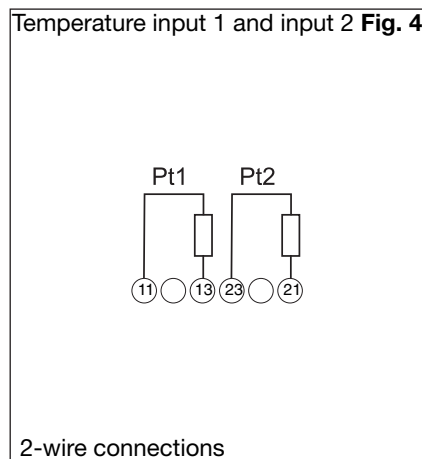 Temperature input 1 and input 2 Fig. 4
Pt1 Pt2
11 13 23 21
2-wire connections